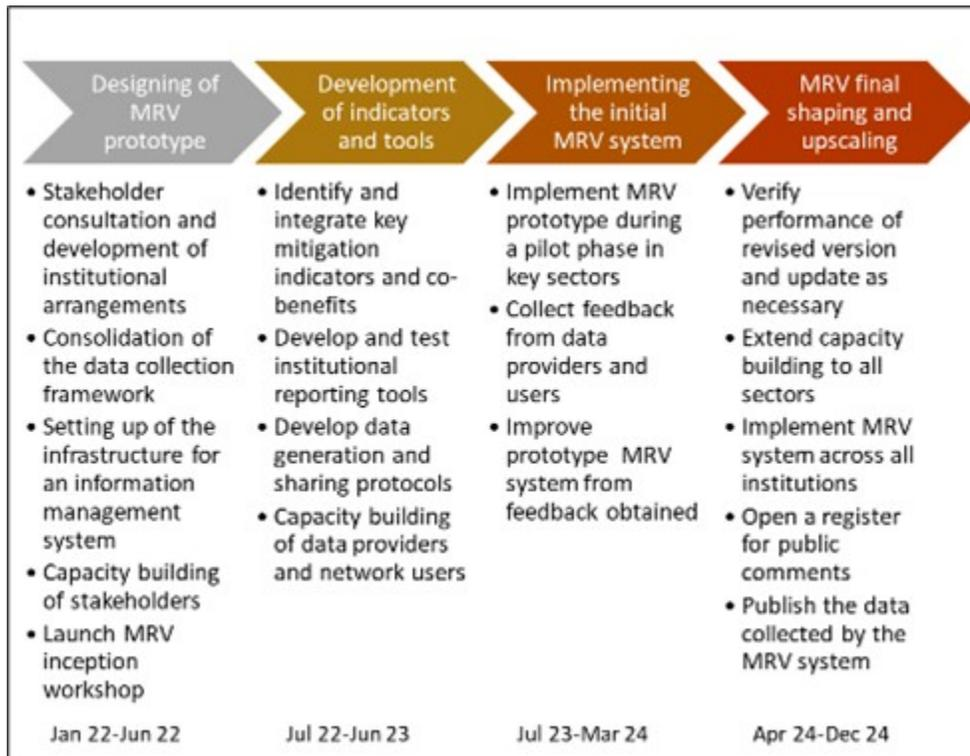 Designing of
MRV
prototype
Development
of indicators
and tools
Implementing
the initial
MRV system
MRV final
shaping and
upscaling
• Stakeholder
consultation and
development of
institutional
arrangements
• Consolidation of
the data collection
framework
• Setting up of the
infrastructure for
an information
management
system
• Capacity building
of stakeholders
• Launch MRV
inception
workshop
• Identify and
integrate key
mitigation
indicators and co-
benefits
• Develop and test
institutional
reporting tools
• Develop data
generation and
sharing protocols
• Capacity building
of data providers
and network users
• Implement MRV
prototype during
a pilot phase in
key sectors
• Collect feedback
from data
providers and
users
• Improve
prototype MRV
system from
feedback obtained
• Verify
performance of
revised version
and update as
necessary
• Extend capacity
building to all
sectors
• Implement MRV
system across all
institutions
• Open a register
for public
comments
• Publish the data
collected by the
MRV system
Jan 22-Jun 22
Jul 22-Jun 23
Jul 23-Mar 24
Apr 24-Dec 24